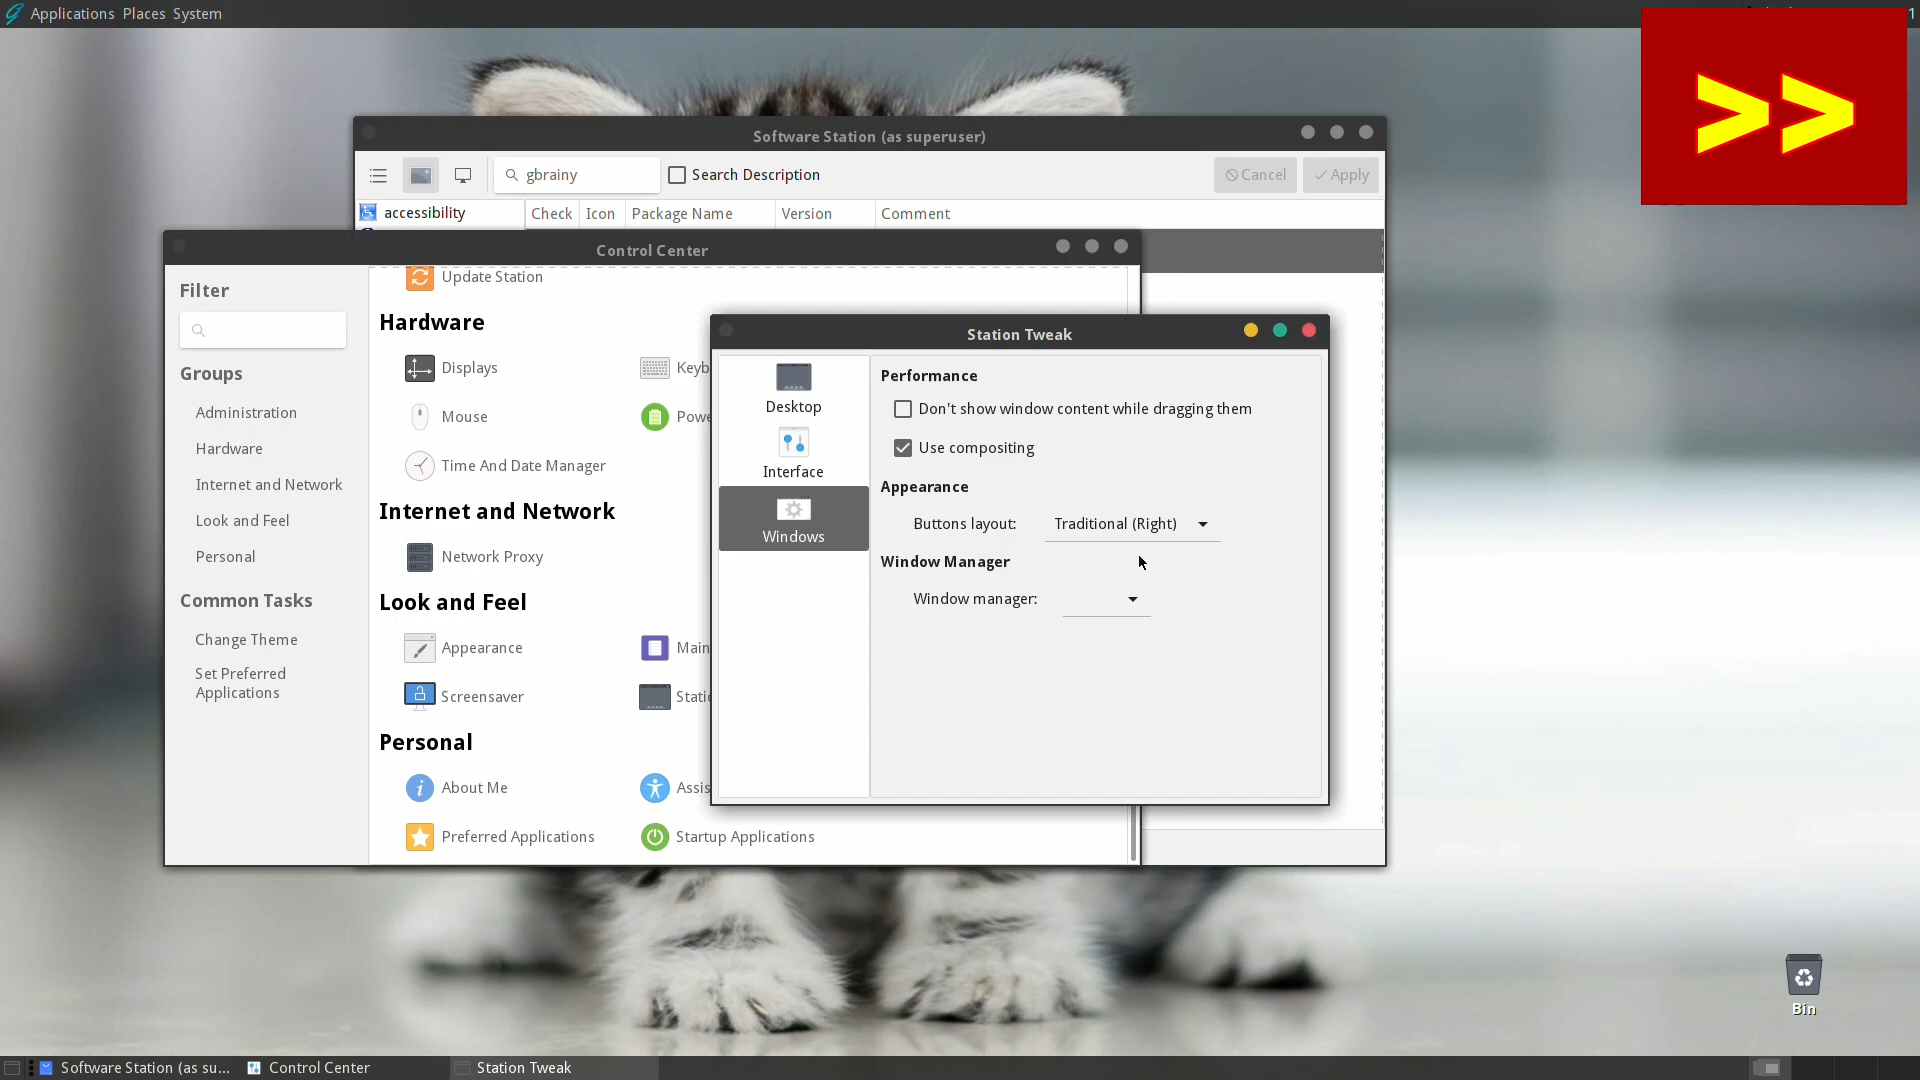 Applications Places System
1
>>
Software Station (as superuser)
gbrainy
Search Description
Cancel
Apply
accessibility
Check Icon Package Name Version Comment
Control Center
Filter
Groups
Administration
Hardware
Internet and Network
Look and Feel
Personal
Common Tasks
Change Theme
Set Preferred
Applications
Update Station
Hardware
Displays
Keyb
Mouse
Powe
Time And Date Manager
Internet and Network
Network Proxy
Look and Feel
Appearance
Main
Screensaver
Static
Personal
About Me
Assis
Preferred Applications
Startup Applications
Station Tweak
Desktop
Interface
Windows
Performance
Don't show window content while dragging them
Use compositing
Appearance
Buttons layout: Traditional (Right)
Window Manager
Window manager:
Bin
Software Station (as su...
Control Center
Station Tweak